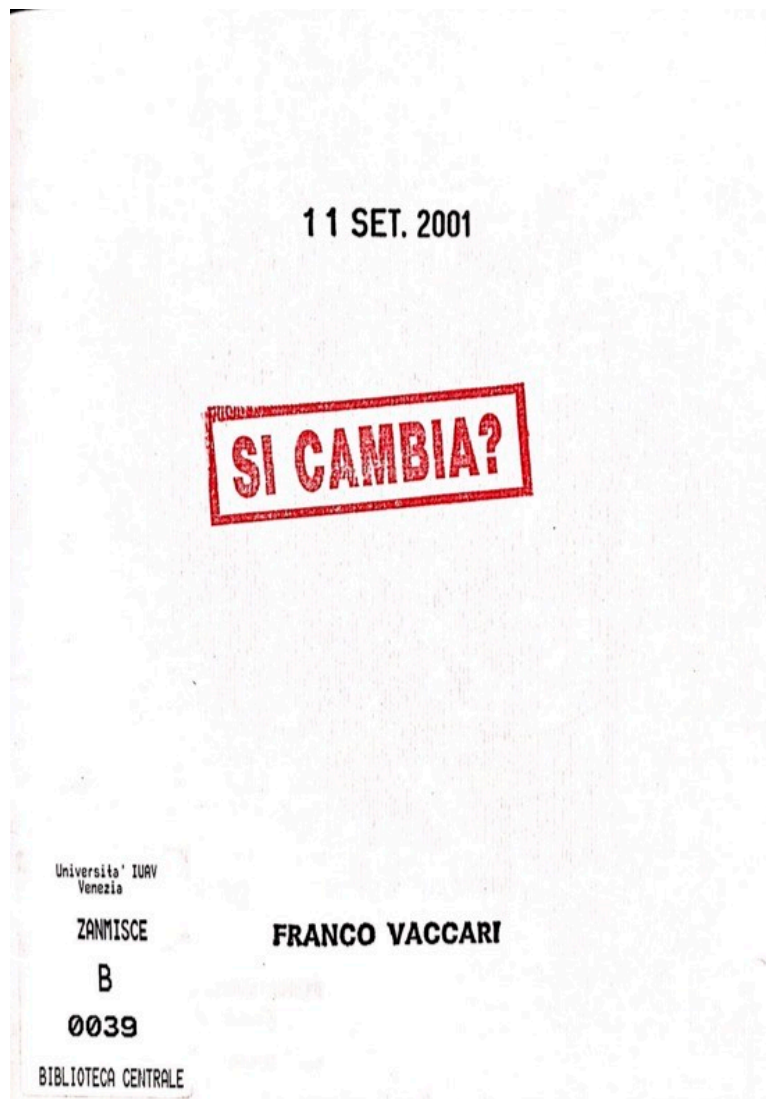 11 SET. 2001
SI CAMBIA?
Universita' IUAV
Venezia
ZANMISCE
B
0039
BIBLIOTECA CENTRALE
FRANCO VACCARI